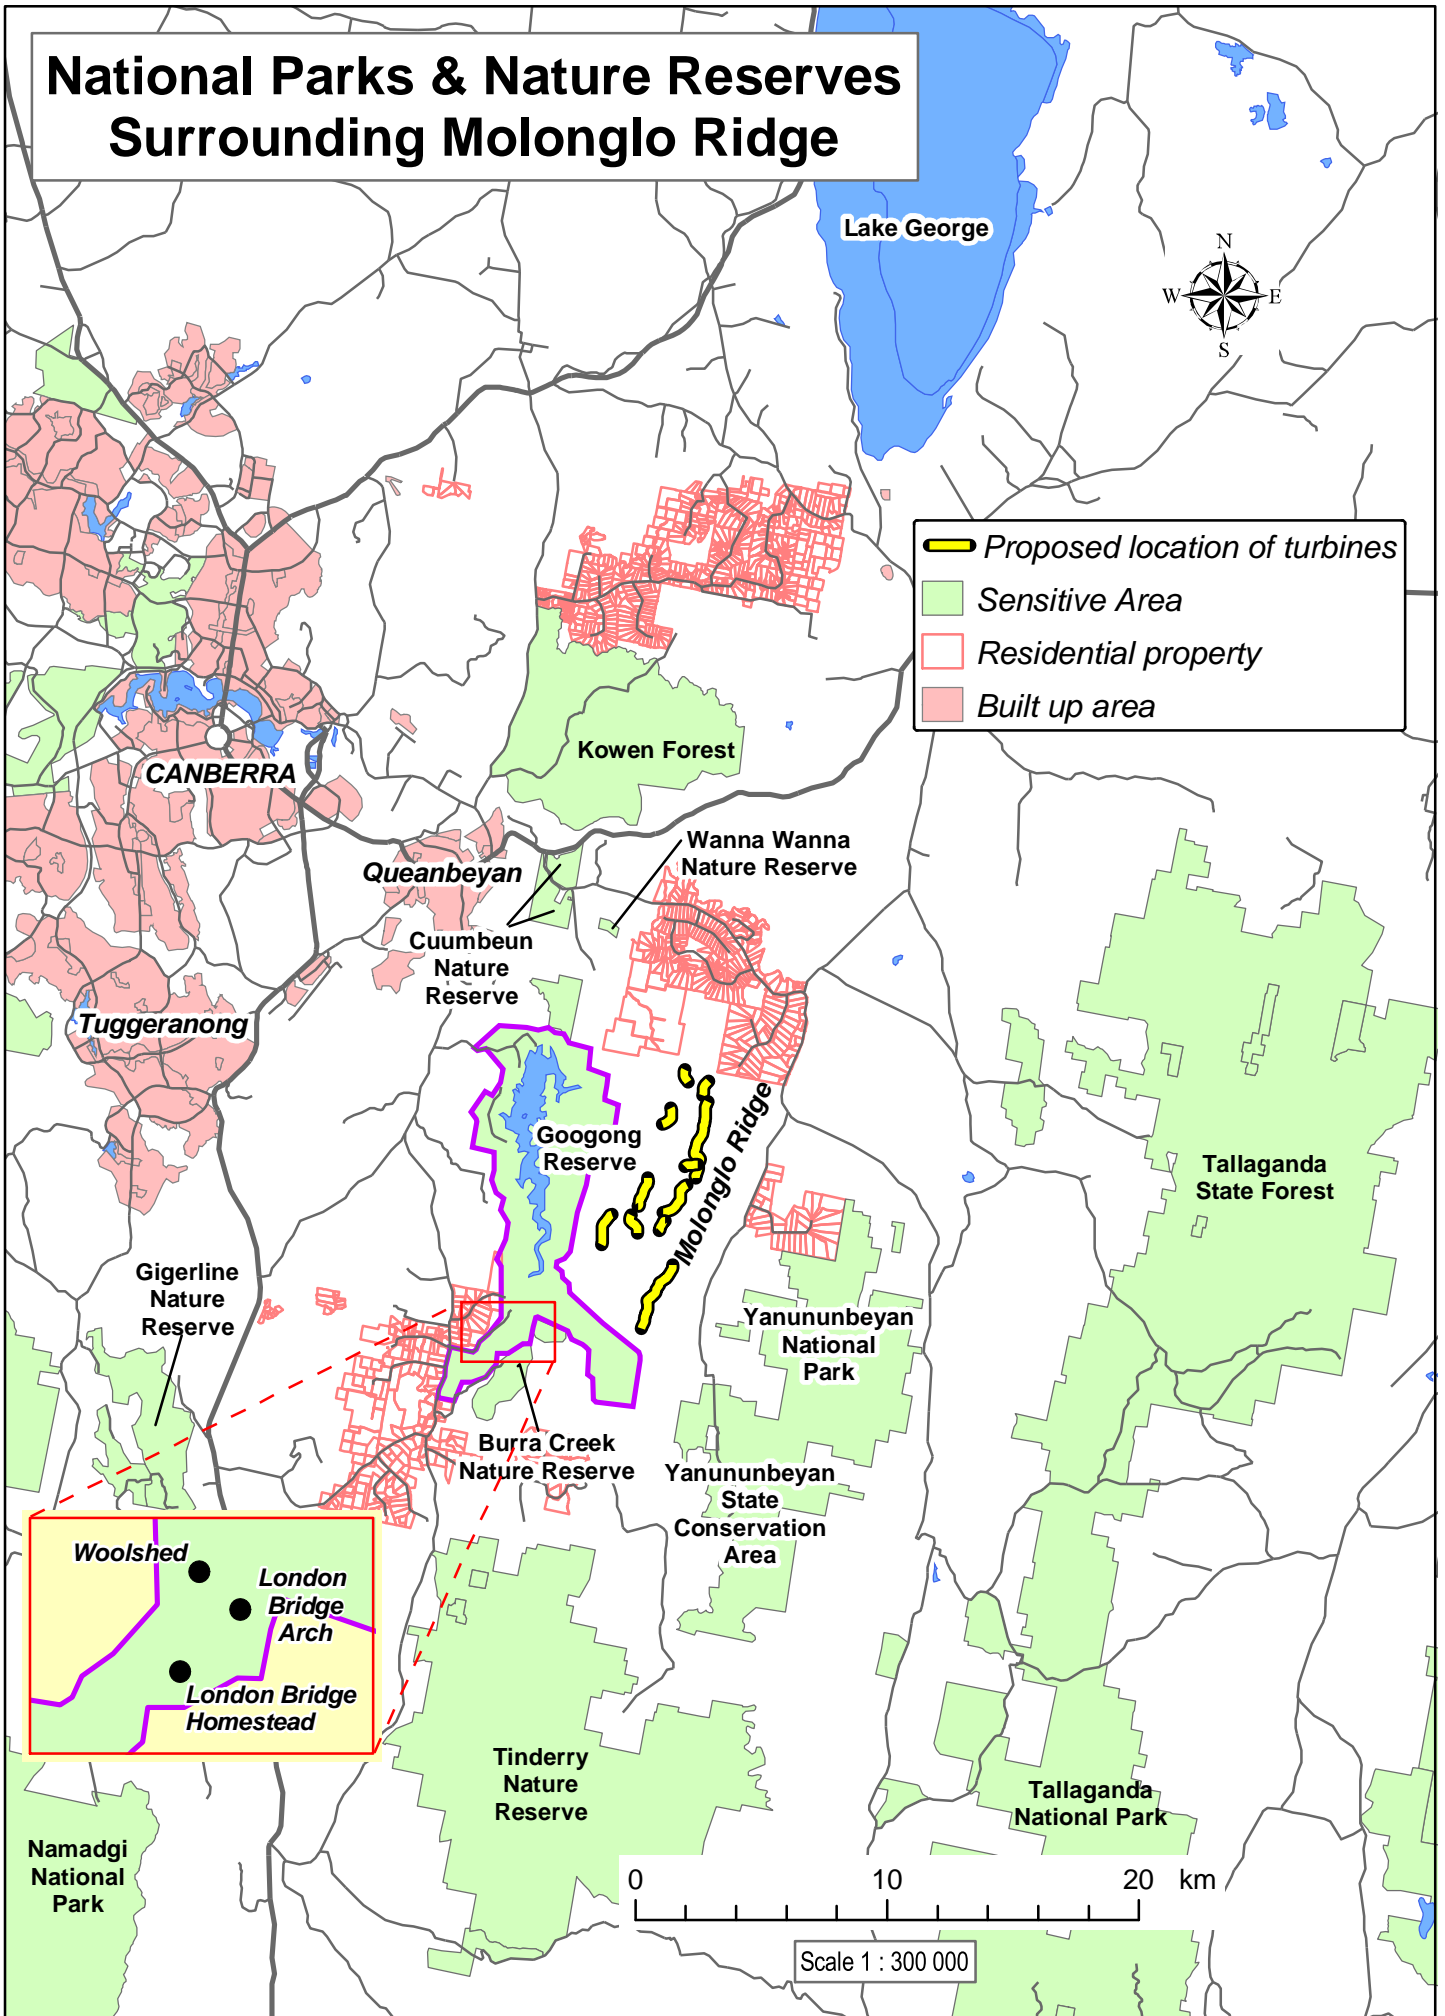 National Parks & Nature Reserves
Surrounding Molonglo Ridge
Lake George
N
W
E
S
Proposed location of turbines
Sensitive Area
Residential property
Built up area
Kowen Forest
CANBERRA
Wanna Wanna
Nature Reserve
Queanbeyan
Cuumbeun
Nature
Reserve
Tuggeranong
Googong
Reserve
Molonglo Ridge
Tallaganda
State Forest
Gigerline
Nature
Reserve
Yanununbeyan
National
Park
Burra Creek
Nature Reserve
Yanununbeyan
State
Conservation
Area
Woolshed
London
Bridge
Arch
London Bridge
Homestead
Tinderry
Nature
Reserve
Tallaganda
National Park
Namadgi
National
Park
0
10
20
km
Scale 1 : 300 000